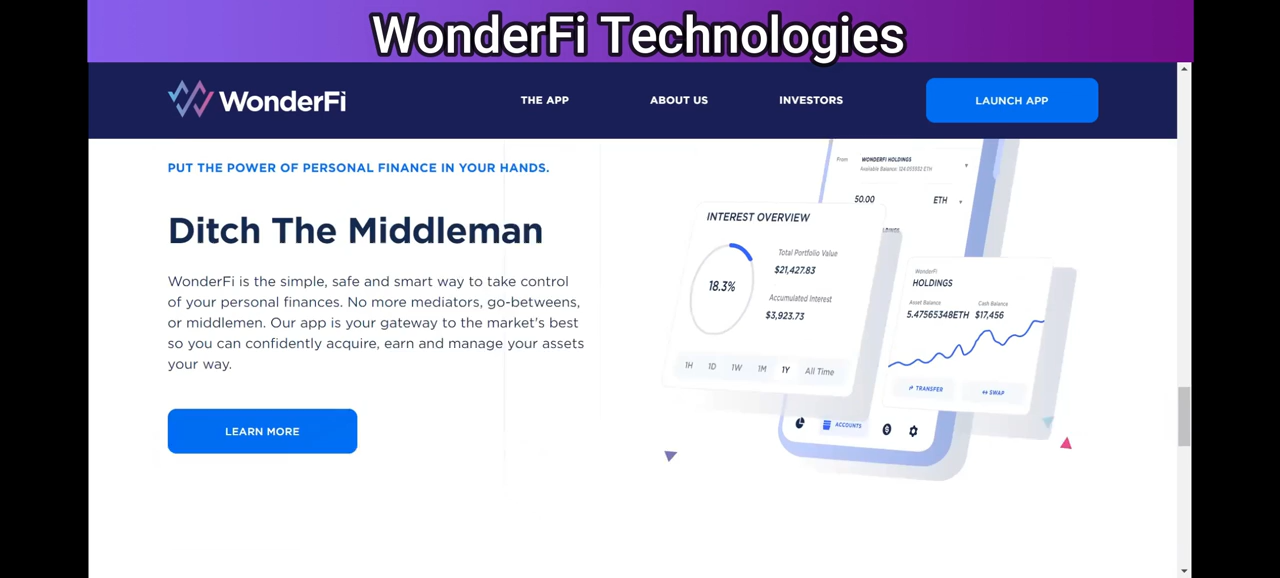 WonderFi Technologies
WonderFi
THE APP
ABOUT US
INVESTORS
LAUNCH APP
PUT THE POWER OF PERSONAL FINANCE IN YOUR HANDS.
Ditch The Middleman
WonderFi is the simple, safe and smart way to take control
of your personal finances. No more mediators, go-betweens,
or middlemen. Our app is your gateway to the market's best
so you can confidently acquire, earn and manage your assets
your way.
LEARN MORE
From
WONDERFI HOLDINGS
50.00
ETH
INTEREST OVERVIEW
18.3%
Total Portfolio Value
$21,427.83
Accumulated Interest
$3,923.73
1H 1D 1W 1M 1Y All Time
WonderFi
HOLDINGS
Asset Balance Cash Balance
5.47565348ETH $17,456
TRANSFER
SWAP
ACCOUNTS